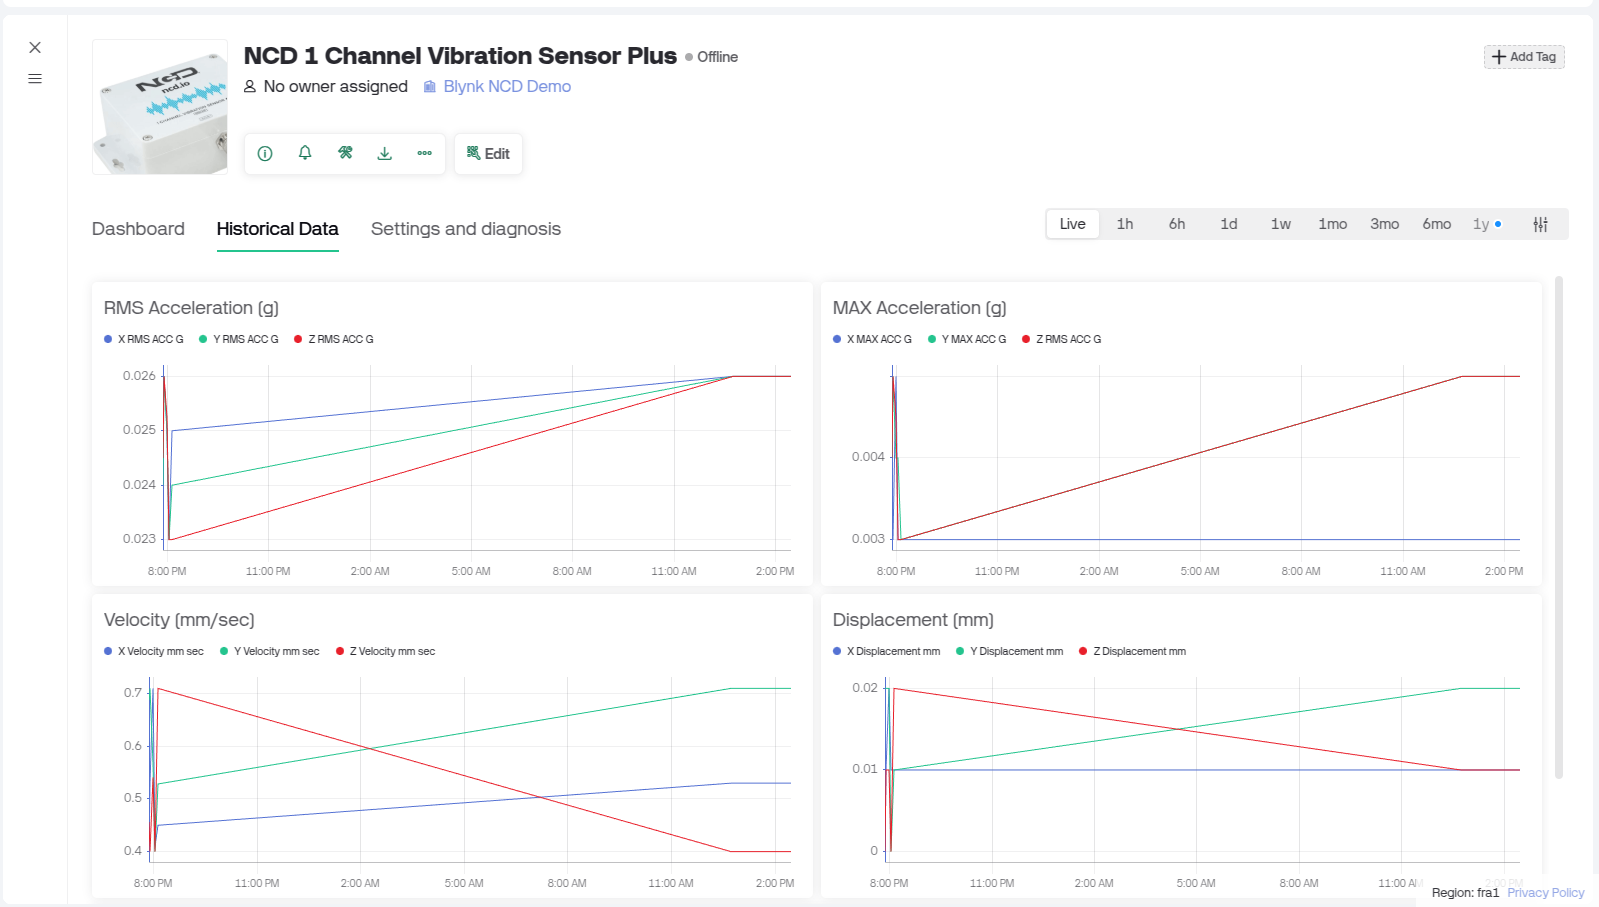 NCD 1 Channel Vibration Sensor Plus Offline
+ Add Tag
No owner assigned Blynk NCD Demo
NCD
ncd.io
Edit
Dashboard Historical Data Settings and diagnosis
Live 1h 6h 1d 1w 1mo 3mo 6mo 1y
RMS Acceleration (g)
X RMS ACC G Y RMS ACC G Z RMS ACC G
0.026
0.025
0.024
0.023
8:00 PM 11:00 PM 2:00 AM 5:00 AM 8:00 AM 11:00 AM 2:00 PM
MAX Acceleration (g)
X MAX ACC G Y MAX ACC G Z RMS ACC G
0.004
0.003
8:00 PM 11:00 PM 2:00 AM 5:00 AM 8:00 AM 11:00 AM 2:00 PM
Velocity (mm/sec)
X Velocity mm sec Y Velocity mm sec Z Velocity mm sec
0.7
0.6
0.5
0.4
8:00 PM 11:00 PM 2:00 AM 5:00 AM 8:00 AM 11:00 AM 2:00 PM
Displacement (mm)
X Displacement mm Y Displacement mm Z Displacement mm
0.02
0.01
0
8:00 PM 11:00 PM 2:00 AM 5:00 AM 8:00 AM 11:00 AM 2:00 PM
Region: fra1 Privacy Policy